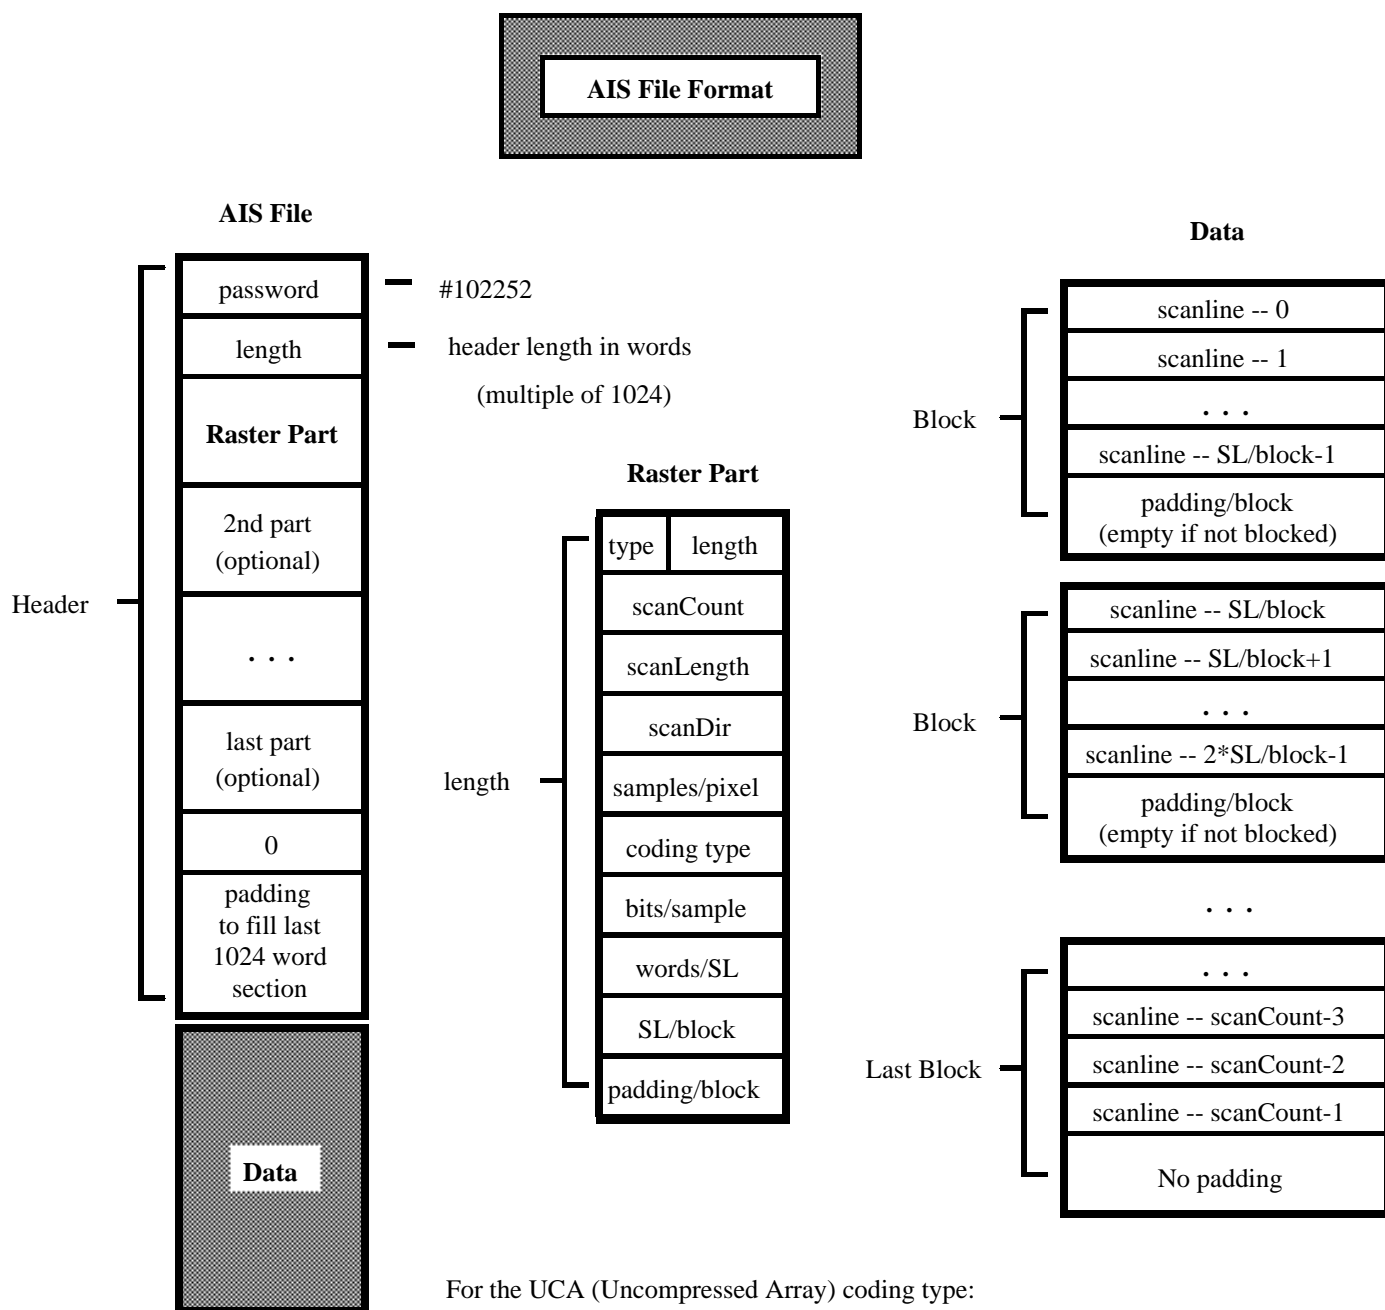 AIS File Format
AIS File
password
#102252
length
header length in words
(multiple of 1024)
Raster Part
2nd part
(optional)
. . .
last part
(optional)
0
padding
to fill last
1024 word
section
Header
Data
Raster Part
type length
scanCount
scanLength
scanDir
samples/pixel
coding type
bits/sample
words/SL
SL/block
padding/block
length
Data
scanline -- 0
scanline -- 1
. . .
scanline -- SL/block-1
padding/block
(empty if not blocked)
Block
scanline -- SL/block
scanline -- SL/block+1
. . .
scanline -- 2*SL/block-1
padding/block
(empty if not blocked)
Block
. . .
. . .
scanline -- scanCount-3
scanline -- scanCount-2
scanline -- scanCount-1
No padding
Last Block
For the UCA (Uncompressed Array) coding type: